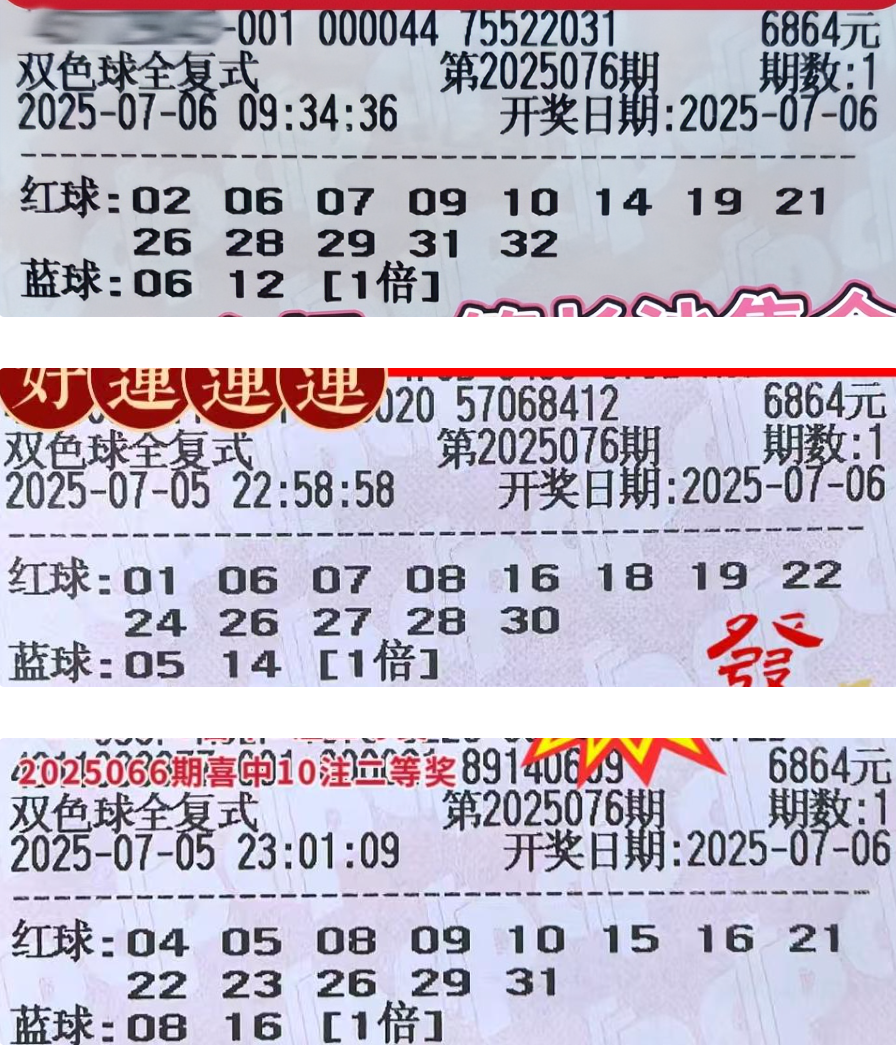 -001 000044 75522031 6864元
双色球全复式 第2025076期 期数:1
2025-07-06 09:34:36 开奖日期:2025-07-06
红球:02 06 07 09 10 14 19 21
26 28 29 31 32
蓝球:06 12 [1倍]
好運運運
020 57068412 6864元
双色球全复式 第2025076期 期数:1
2025-07-05 22:58:58 开奖日期:2025-07-06
红球:01 06 07 08 16 18 19 22
24 26 27 28 30
蓝球:05 14 [1倍]
發
2025066期喜中10注二等奖 6864元
双色球全复式 第2025076期 期数:1
2025-07-05 23:01:09 开奖日期:2025-07-06
红球:04 05 08 09 10 15 16 21
22 23 26 29 31
蓝球:08 16 [1倍]